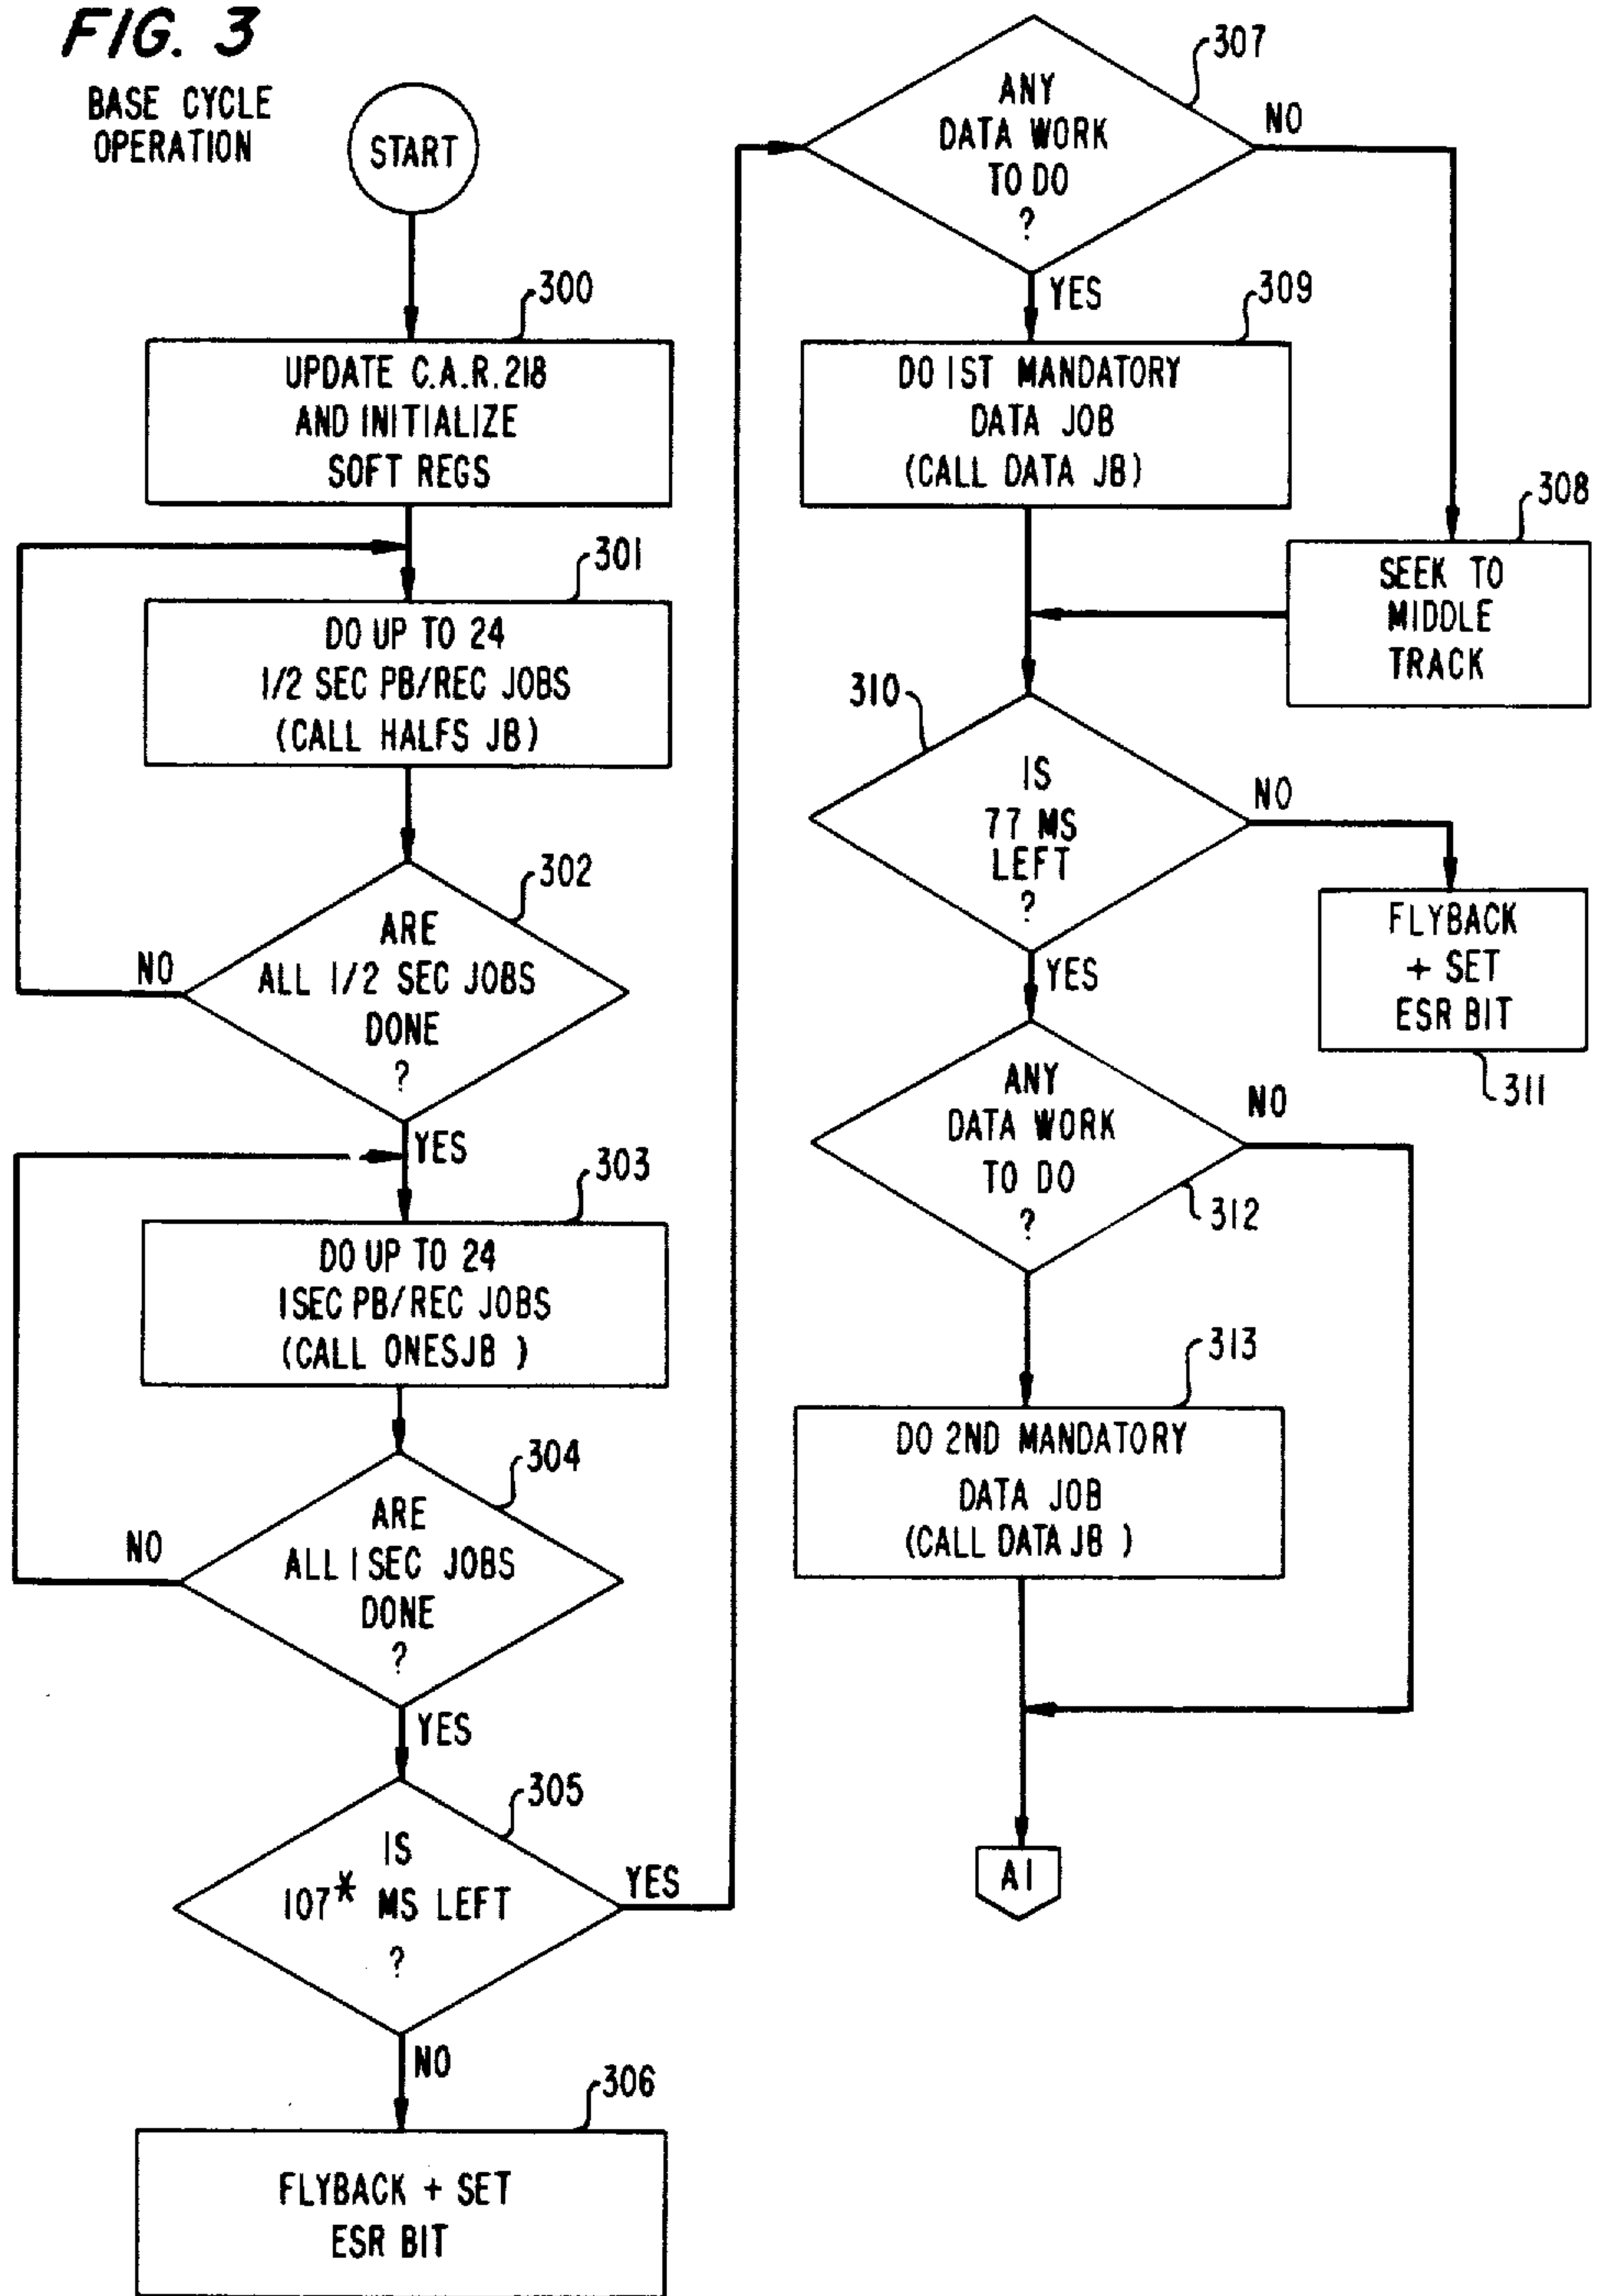 FIG. 3
BASE CYCLE
OPERATION
START
300
UPDATE C.A.R. 218
AND INITIALIZE
SOFT REGS
301
DO UP TO 24
1/2 SEC PB/REC JOBS
(CALL HALFS JB)
302
ARE
ALL 1/2 SEC JOBS
DONE
?
NO
YES
303
DO UP TO 24
1SEC PB/REC JOBS
(CALL ONESJB )
304
ARE
ALL 1 SEC JOBS
DONE
?
NO
YES
305
IS
107* MS LEFT
?
YES
NO
306
FLYBACK + SET
ESR BIT
307
ANY
DATA WORK
TO DO
?
NO
YES
309
DO 1ST MANDATORY
DATA JOB
(CALL DATA JB)
308
SEEK TO
MIDDLE
TRACK
310
IS
77 MS
LEFT
?
NO
YES
FLYBACK
+ SET
ESR BIT
311
ANY
DATA WORK
TO DO
?
NO
312
313
DO 2ND MANDATORY
DATA JOB
(CALL DATA JB )
A1